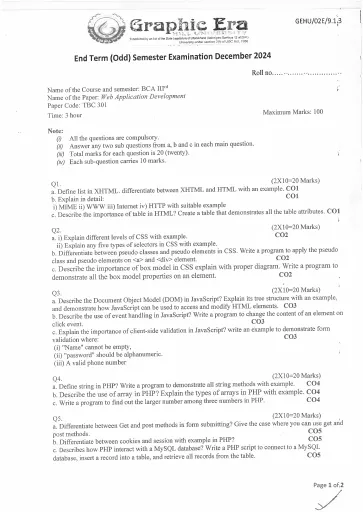 GEHU/02E/9.1.3
Graphic Era
HILL UNIVERSITY
End Term (Odd) Semester Examination December 2024
Roll no.
Name of the Course and semester: BCA IIIrd
Name of the Paper: Web Application Development
Paper Code: TBC 301
Time: 3 hour Maximum Marks: 100
Note:
(i) All the questions are compulsory.
(ii) Answer any two sub questions from a, b and c in each main question.
(iii) Total marks for each question is 20 (twenty).
(iv) Each sub-question carries 10 marks.
Q1. (2X10=20 Marks)
a. Define list in XHTML. differentiate between XHTML and HTML with an example. CO1
b. Explain in detail: CO1
i) MIME ii) WWW iii) Internet iv) HTTP with suitable example
c. Describe the importance of table in HTML? Create a table that demonstrates all the table attributes. CO1
Q2. (2X10=20 Marks)
a. i) Explain different levels of CSS with example. CO2
ii) Explain any five types of selectors in CSS with example.
b. Differentiate between pseudo classes and pseudo elements in CSS. Write a program to apply the pseudo
class and pseudo elements on <a> and <div> element. CO2
c. Describe the importance of box model in CSS explain with proper diagram. Write a program to
demonstrate all the box model properties on an element. CO2
Q3. (2X10=20 Marks)
a. Describe the Document Object Model (DOM) in JavaScript? Explain its tree structure with an example,
and demonstrate how JavaScript can be used to access and modify HTML elements. CO3
b. Describe the use of event handling in JavaScript? Write a program to change the content of an element on
click event. CO3
c. Explain the importance of client-side validation in JavaScript? write an example to demonstrate form
validation where: CO3
(i) "Name" cannot be empty,
(ii) "password" should be alphanumeric.
(iii) A valid phone number
Q4. (2X10=20 Marks)
a. Define string in PHP? Write a program to demonstrate all string methods with example. CO4
b. Describe the use of array in PHP? Explain the types of arrays in PHP with example. CO4
c. Write a program to find out the larger number among three numbers in PHP. CO4
Q5. (2X10=20 Marks)
a. Differentiate between Get and post methods in form submitting? Give the case where you can use get and
post methods. CO5
b. Differentiate between cookies and session with example in PHP? CO5
c. Describes how PHP interact with a MySQL database? Write a PHP script to connect to a MySQL
database, insert a record into a table, and retrieve all records from the table. CO5
Page 1 of 2